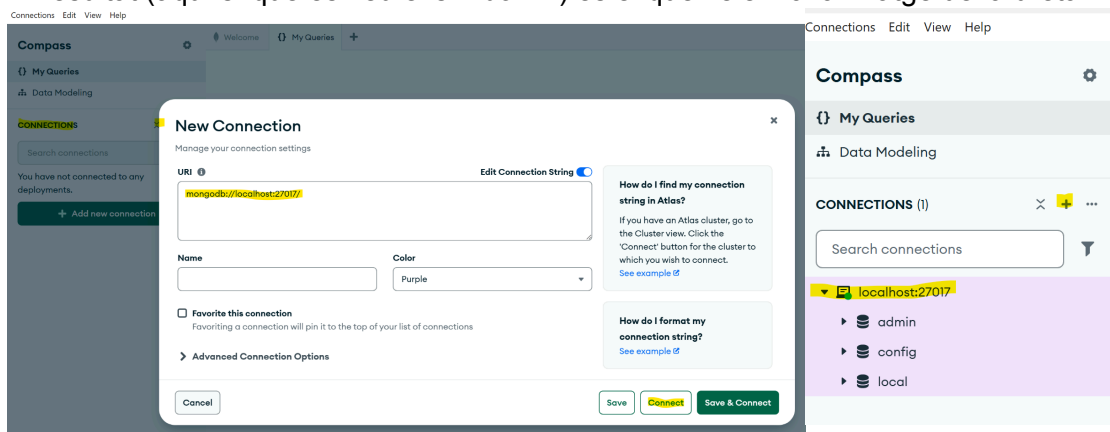 Connections Edit View Help
Compass
Welcome
{} My Queries
{} My Queries
Data Modeling
CONNECTIONS
Search connections
You have not connected to any
deployments.
+ Add new connection
New Connection
Manage your connection settings
URI
Edit Connection String
mongodb://localhost:27017/
Name
Color
Purple
Favorite this connection
Favoriting a connection will pin it to the top of your list of connections
Advanced Connection Options
How do I find my connection
string in Atlas?
If you have an Atlas cluster, go to
the Cluster view. Click the
'Connect' button for the cluster to
which you wish to connect.
See example
How do I format my
connection string?
See example
Cancel
Save
Connect
Save & Connect
Connections Edit View Help
Compass
{} My Queries
Data Modeling
CONNECTIONS (1)
Search connections
localhost:27017
admin
config
local